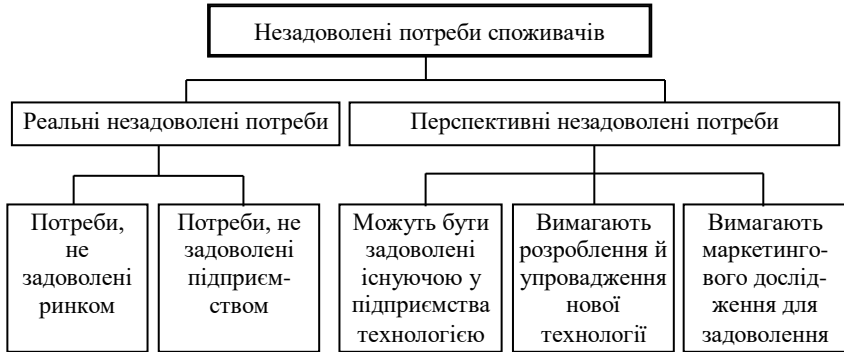 Незадоволені потреби споживачів
Реальні незадоволені потреби
Перспективні незадоволені потреби
Потреби,
не
задоволені
ринком
Потреби, не
задоволені
підприєм-
ством
Можуть бути
задоволені
існуючою у
підприємства
технологією
Вимагають
розроблення й
упровадження
нової
технології
Вимагають
маркетинго-
вого дослід-
ження для
задоволення